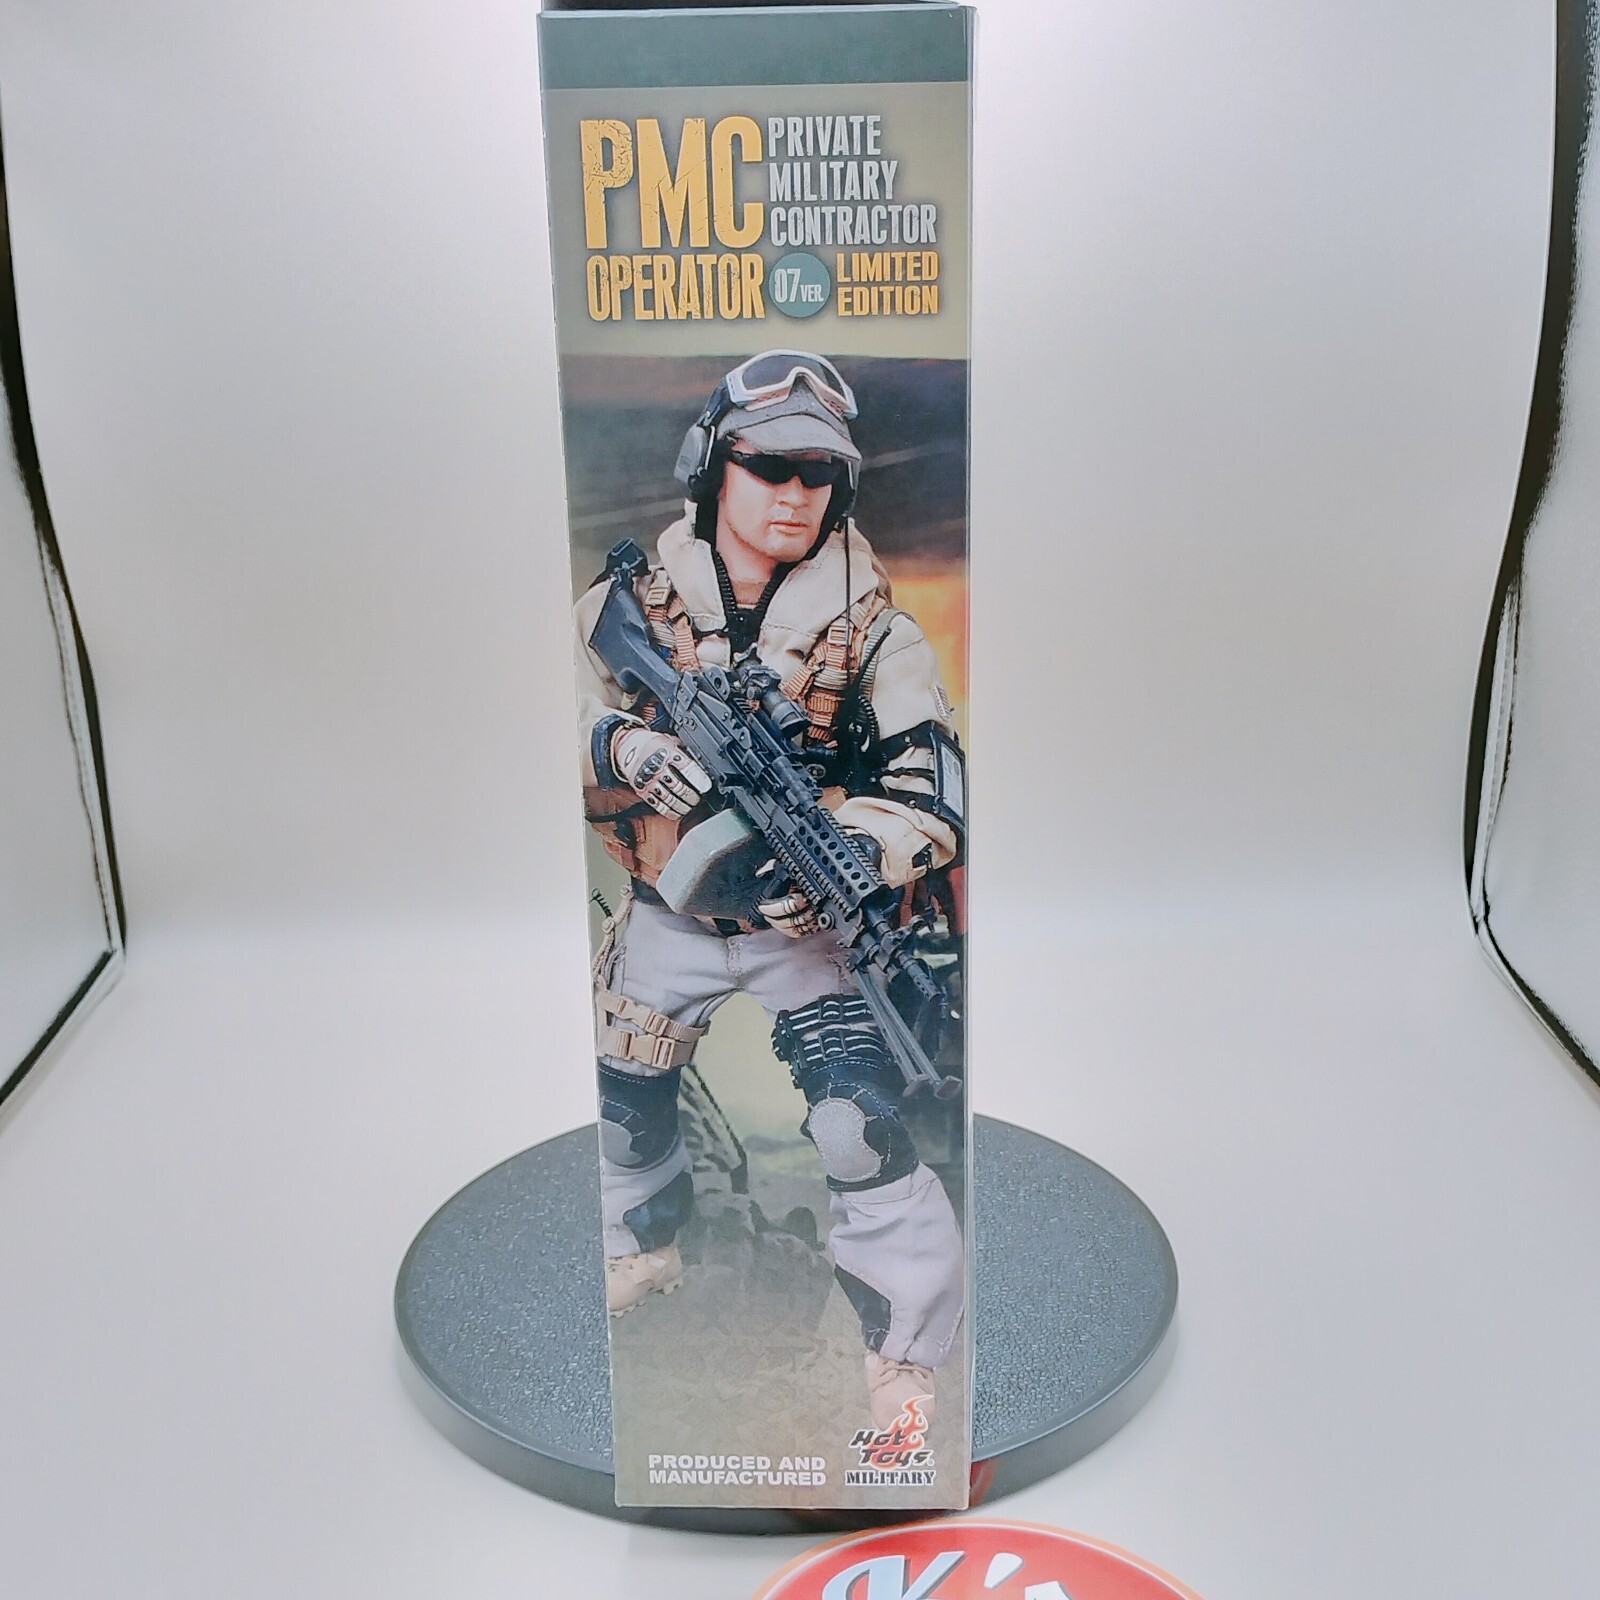 PMC
PRIVATE
MILITARY
CONTRACTOR
OPERATOR
07 VER.
LIMITED
EDITION
PRODUCED AND
MANUFACTURED
Hot
Toys
MILITARY